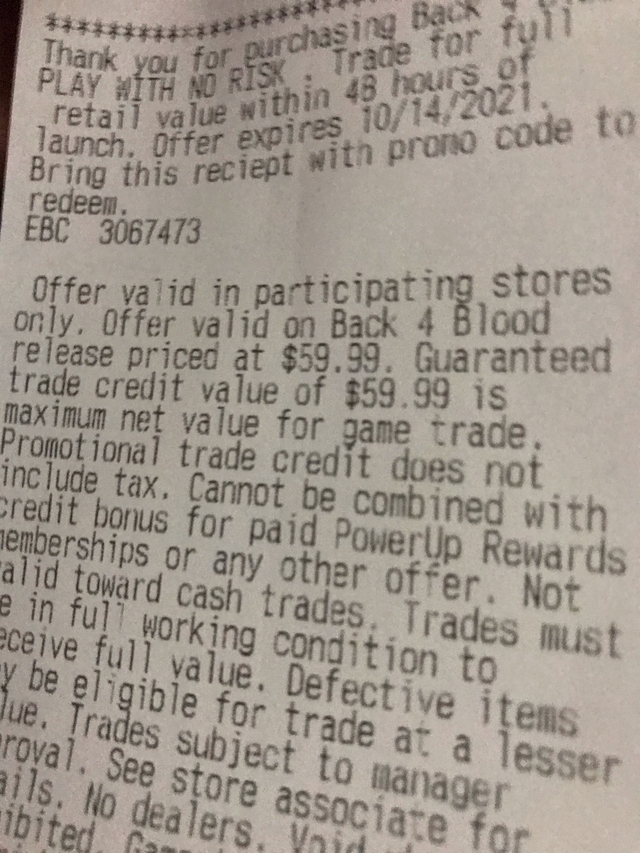 ************************
Thank you for purchasing Back 4
PLAY WITH NO RISK . Trade for full
retail value within 48 hours of
launch. Offer expires 10/14/2021.
Bring this reciept with promo code to
redeem.
EBC 3067473
Offer valid in participating stores
only. Offer valid on Back 4 Blood
release priced at $59.99. Guaranteed
trade credit value of $59.99 is
maximum net value for game trade.
Promotional trade credit does not
include tax. Cannot be combined with
credit bonus for paid PowerUp Rewards
emberships or any other offer. Not
alid toward cash trades. Trades must
e in full working condition to
eceive full value. Defective items
y be eligible for trade at a lesser
lue. Trades subject to manager
roval. See store associate for
ails. No dealers. Void
ibited.